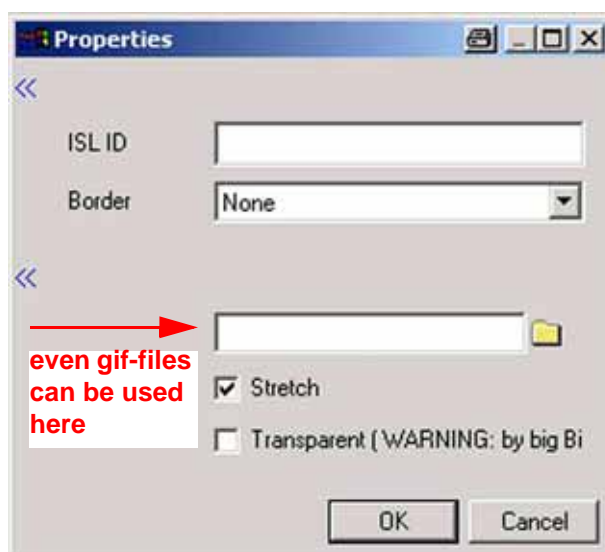 Properties
ISL ID
Border
None
even gif-files
can be used
here
Stretch
Transparent ( WARNING: by big Bi
OK
Cancel